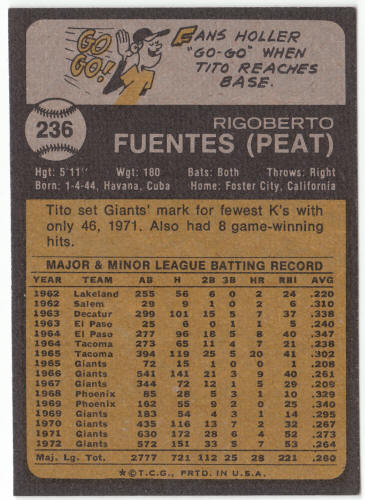 GO GO!
FANS HOLLER
"GO-GO" WHEN
TITO REACHES
BASE.
236
RIGOBERTO
FUENTES (PEAT)
Hgt: 5'11" Wgt: 180 Bats: Both Throws: Right
Born: 1-4-44, Havana, Cuba Home: Foster City, California
Tito set Giants' mark for fewest K's with
only 46, 1971. Also had 8 game-winning
hits.
MAJOR & MINOR LEAGUE BATTING RECORD
YEAR TEAM AB H 2B 3B HR RBI AVG
1962 Lakeland 255 56 6 0 2 24 .220
1962 Salem 29 9 0 0 2 6 .310
1963 Decatur 299 101 15 5 7 37 .338
1963 El Paso 25 6 0 1 1 5 .240
1964 El Paso 277 96 18 5 8 40 .347
1964 Tacoma 265 63 11 4 7 21 .238
1965 Tacoma 394 119 25 5 20 41 .302
1965 Giants 72 15 1 0 0 1 .208
1966 Giants 541 141 21 3 9 40 .261
1967 Giants 344 72 12 1 5 29 .209
1968 Phoenix 85 28 5 3 1 10 .329
1969 Phoenix 162 55 9 2 0 16 .340
1969 Giants 183 54 4 3 1 14 .295
1970 Giants 435 116 13 7 2 32 .267
1971 Giants 630 172 28 6 4 52 .273
1972 Giants 572 151 33 5 7 53 .264
Maj. Lg. Tot. 2777 721 112 25 28 221 .260
★©T.C.G., PRTD. IN U.S.A.